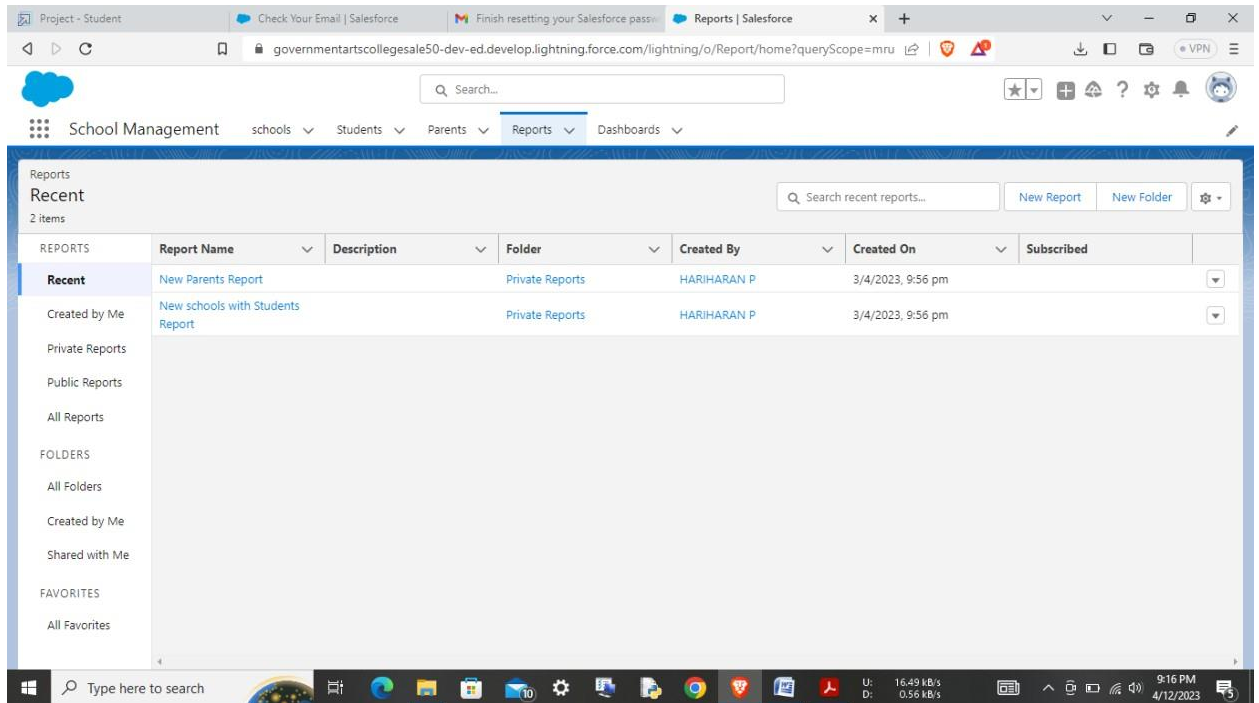 Project - Student
Check Your Email | Salesforce
Finish resetting your Salesforce passw
Reports | Salesforce
governmentartscollegesale50-dev-ed.develop.lightning.force.com/lightning/o/Report/home?queryScope=mru
VPN
Search...
School Management
schools
Students
Parents
Reports
Dashboards
Reports
Recent
2 items
Search recent reports...
New Report
New Folder
REPORTS
Report Name
Description
Folder
Created By
Created On
Subscribed
Recent
New Parents Report
Private Reports
HARIHARAN P
3/4/2023, 9:56 pm
Created by Me
New schools with Students
Report
Private Reports
HARIHARAN P
3/4/2023, 9:56 pm
Private Reports
Public Reports
All Reports
FOLDERS
All Folders
Created by Me
Shared with Me
FAVORITES
All Favorites
Type here to search
10
U: 16.49 kB/s
D: 0.56 kB/s
9:16 PM
4/12/2023
5